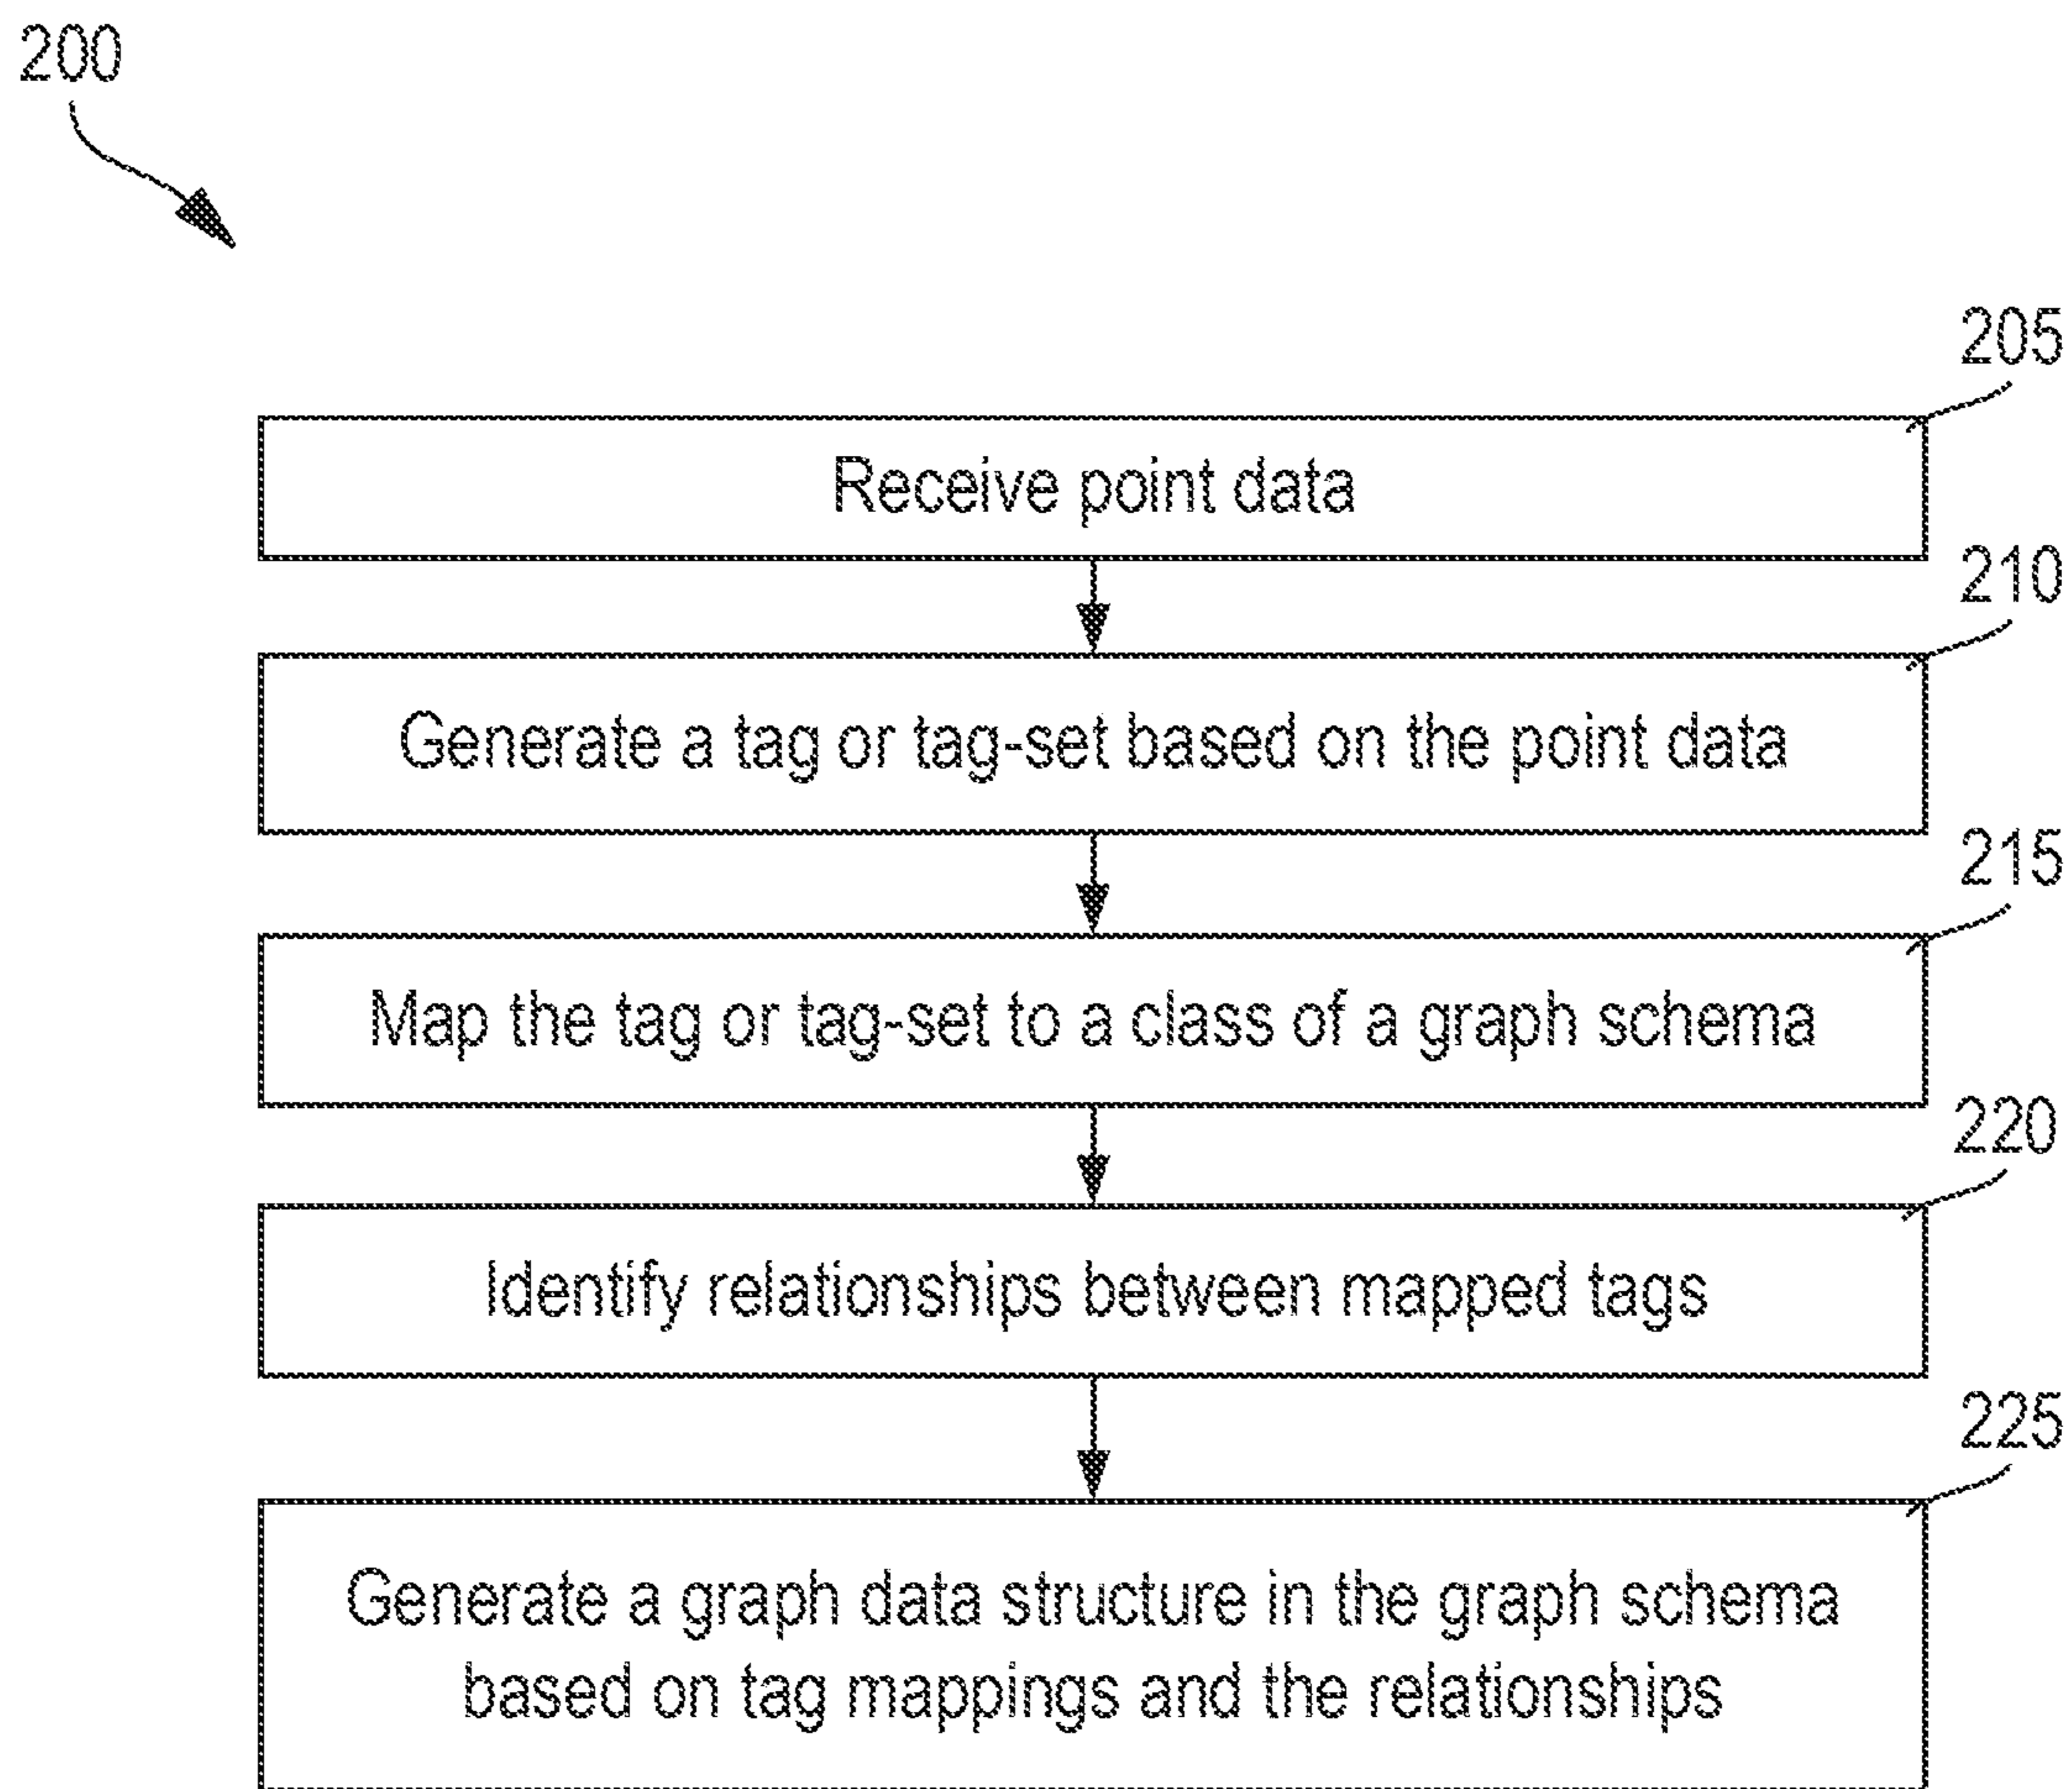 200
205
Receive point data
210
Generate a tag or tag-set based on the point data
215
Map the tag or tag-set to a class of a graph schema
220
Identify relationships between mapped tags
225
Generate a graph data structure in the graph schema
based on tag mappings and the relationships